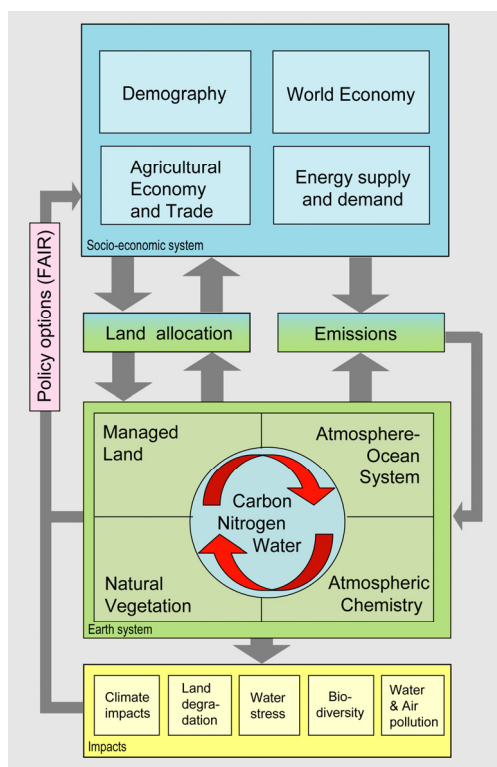 Demography
World Economy
Agricultural
Economy
and Trade
Energy supply
and demand
Socio-economic system
Policy options (FAIR)
Land allocation
Emissions
Managed
Land
Atmosphere-
Ocean
System
Carbon
Nitrogen
Water
Natural
Vegetation
Atmospheric
Chemistry
Earth system
Climate
impacts
Land
degra-
dation
Water
stress
Bio-
diversity
Water
& Air
pollution
Impacts